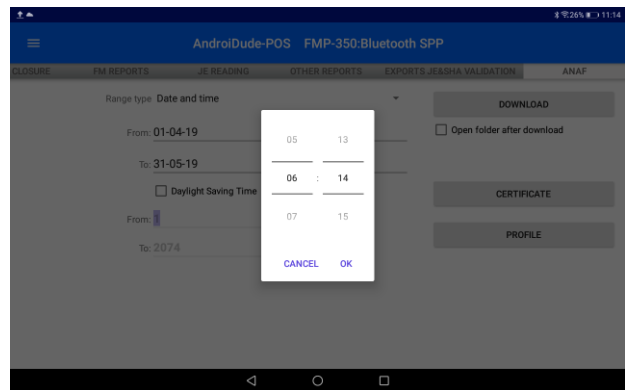 26% 11:14
AndroiDude-POS FMP-350:Bluetooth SPP
CLOSURE FM REPORTS JE READING OTHER REPORTS EXPORTS JE&SHA VALIDATION ANAF
Range type Date and time
DOWNLOAD
From: 01-04-19
Open folder after download
To: 31-05-19
Daylight Saving Time
CERTIFICATE
From: 1
PROFILE
To: 2074
05 13
06 : 14
07 15
CANCEL OK